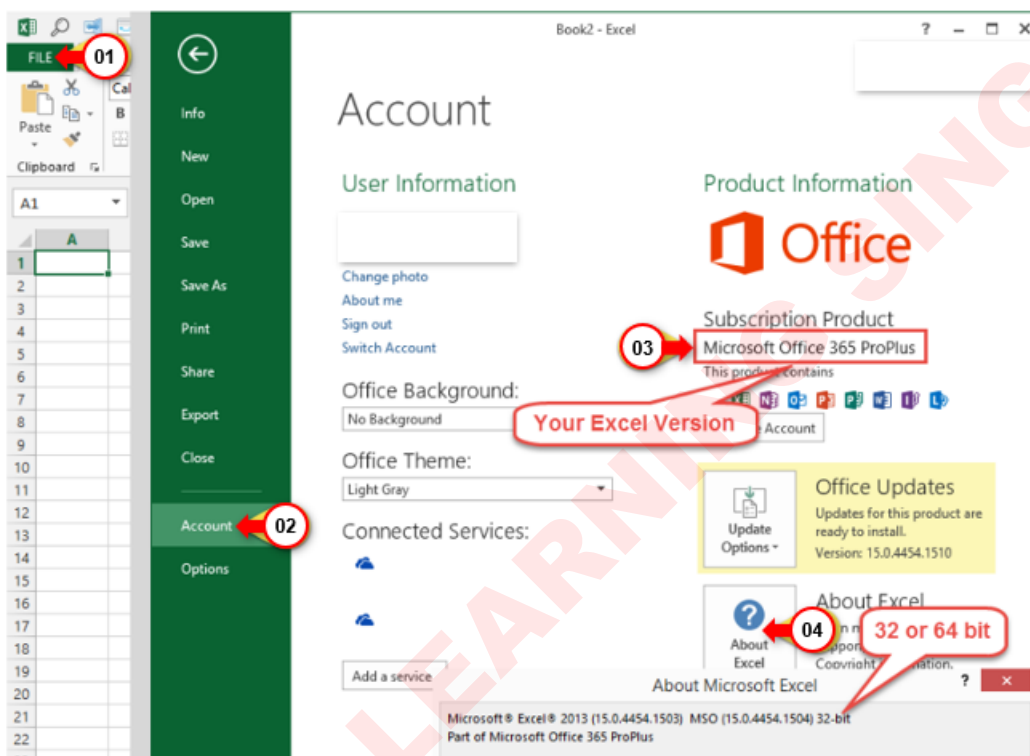 Book2 - Excel
?
FILE
01
Cal
B
Paste
Clipboard
A1
A
1
2
3
4
5
6
7
8
9
10
11
12
13
14
15
16
17
18
19
20
21
22
Info
New
Open
Save
Save As
Print
Share
Export
Close
Account
02
Options
Account
User Information
Change photo
About me
Sign out
Switch Account
Office Background:
No Background
Office Theme:
Light Gray
Connected Services:
Add a service
Product Information
Office
Subscription Product
03
Microsoft Office 365 ProPlus
This product contains
Your Excel Version
Account
Update
Options
Office Updates
Updates for this product are
ready to install.
Version: 15.0.4454.1510
About
Excel
About Excel
04
32 or 64 bit
Copyright
About Microsoft Excel
?
Microsoft® Excel® 2013 (15.0.4454.1503) MSO (15.0.4454.1504) 32-bit
Part of Microsoft Office 365 ProPlus
LEARNING SING